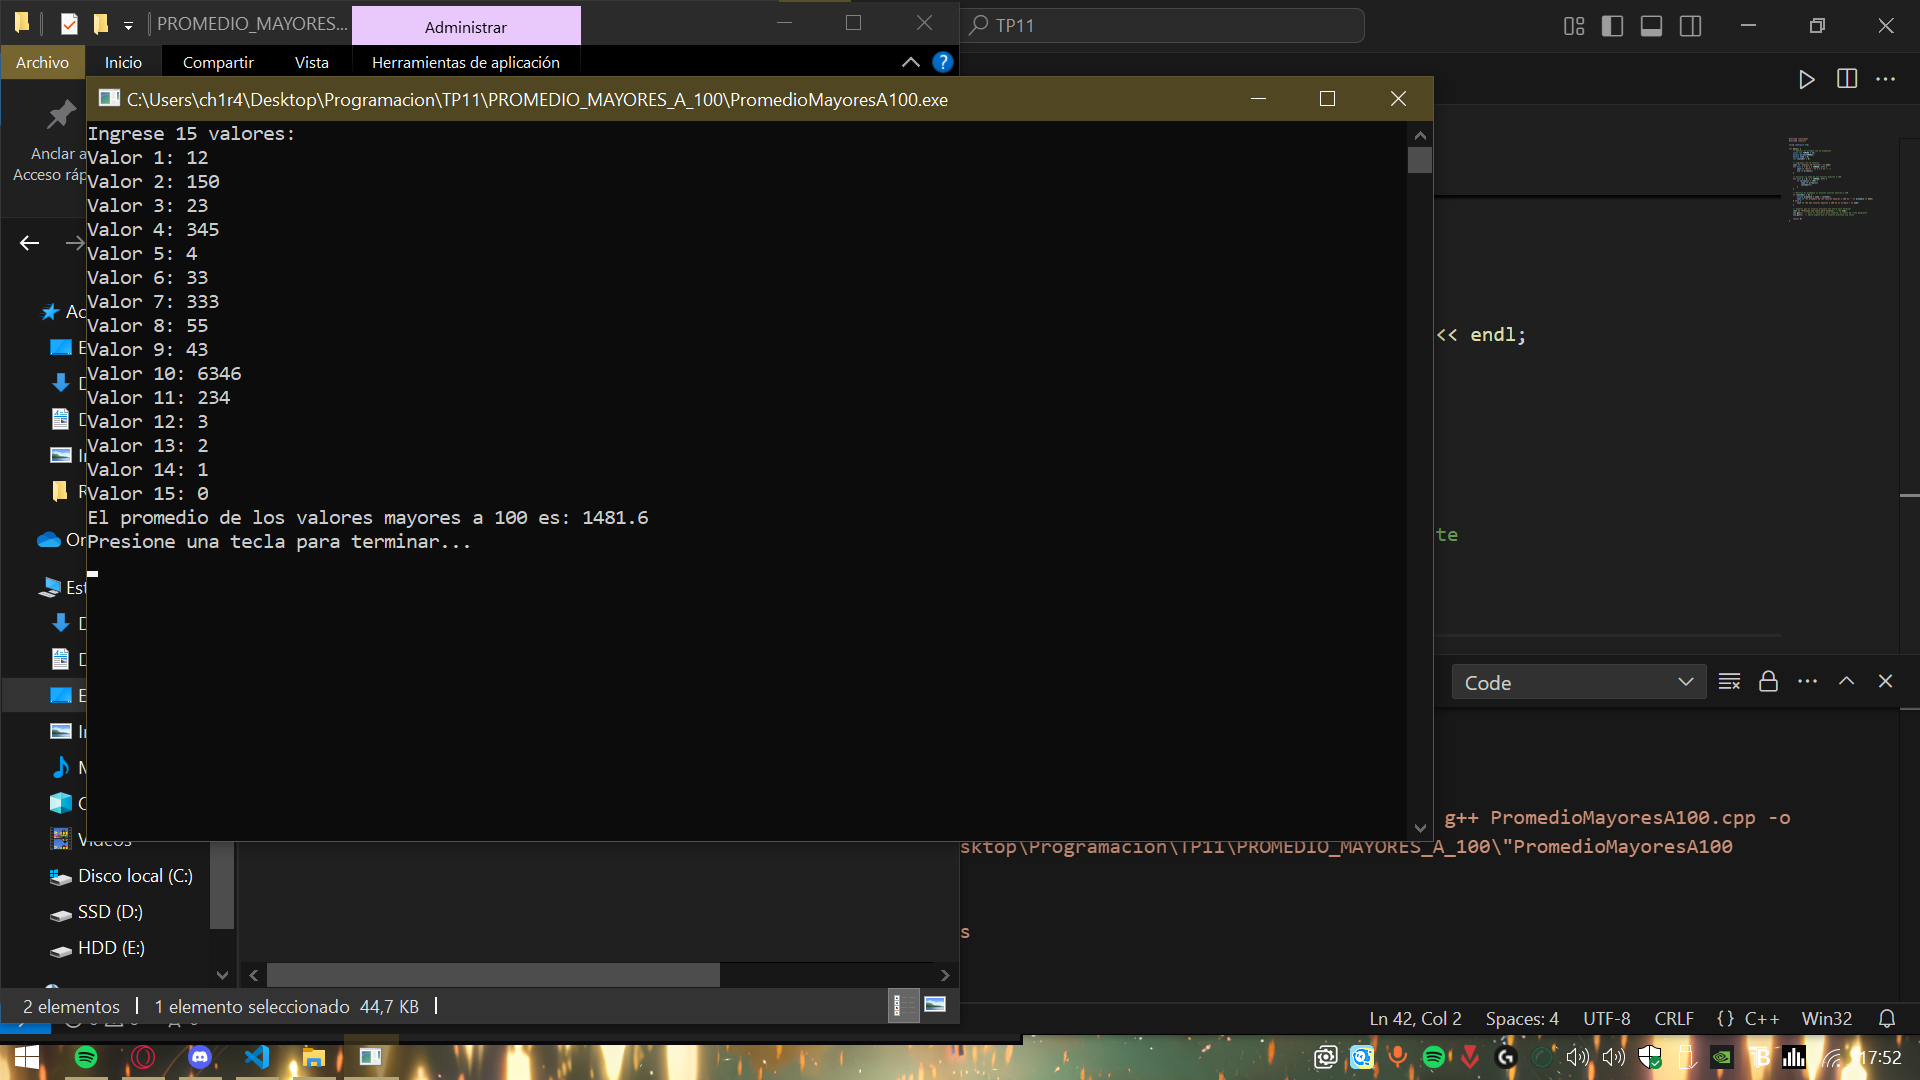 PROMEDIO_MAYORES...
Administrar
TP11
Archivo
Inicio
Compartir
Vista
Herramientas de aplicación
C:\Users\ch1r4\Desktop\Programacion\TP11\PROMEDIO_MAYORES_A_100\PromedioMayoresA100.exe
Anclar a
Acceso ráp
Ingrese 15 valores:
Valor 1: 12
Valor 2: 150
Valor 3: 23
Valor 4: 345
Valor 5: 4
Valor 6: 33
Valor 7: 333
Valor 8: 55
Valor 9: 43
Valor 10: 6346
Valor 11: 234
Valor 12: 3
Valor 13: 2
Valor 14: 1
Valor 15: 0
El promedio de los valores mayores a 100 es: 1481.6
Presione una tecla para terminar...
Ac
E
D
D
R
On
Est
D
D
E
Videos
Disco local (C:)
SSD (D:)
HDD (E:)
<< endl;
te
Code
g++ PromedioMayoresA100.cpp -o
sktop\Programacion\TP11\PROMEDIO_MAYORES_A_100\"PromedioMayoresA100
s
2 elementos
1 elemento seleccionado 44,7 KB
Ln 42, Col 2
Spaces: 4
UTF-8
CRLF
{} C++
Win32
17:52